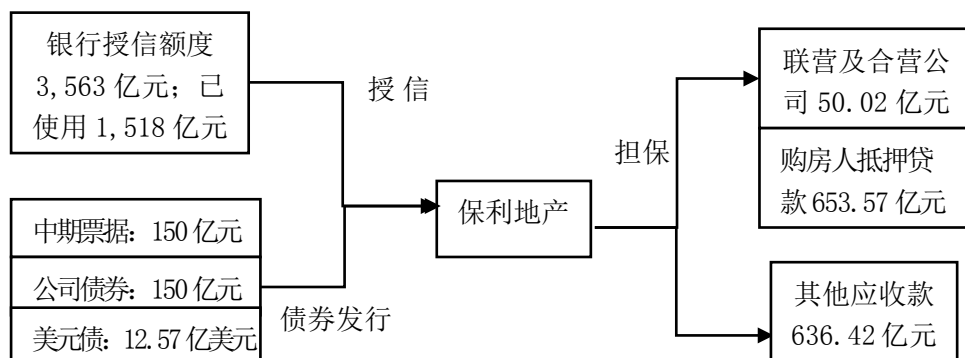 银行授信额度
3,563 亿元；已
使用 1,518 亿元
授 信
中期票据：150 亿元
公司债券：150 亿元
美元债：12.57 亿美元
债券发行
保利地产
担保
联营及合营公
司 50.02 亿元
购房人抵押贷
款 653.57 亿元
其他应收款
636.42 亿元